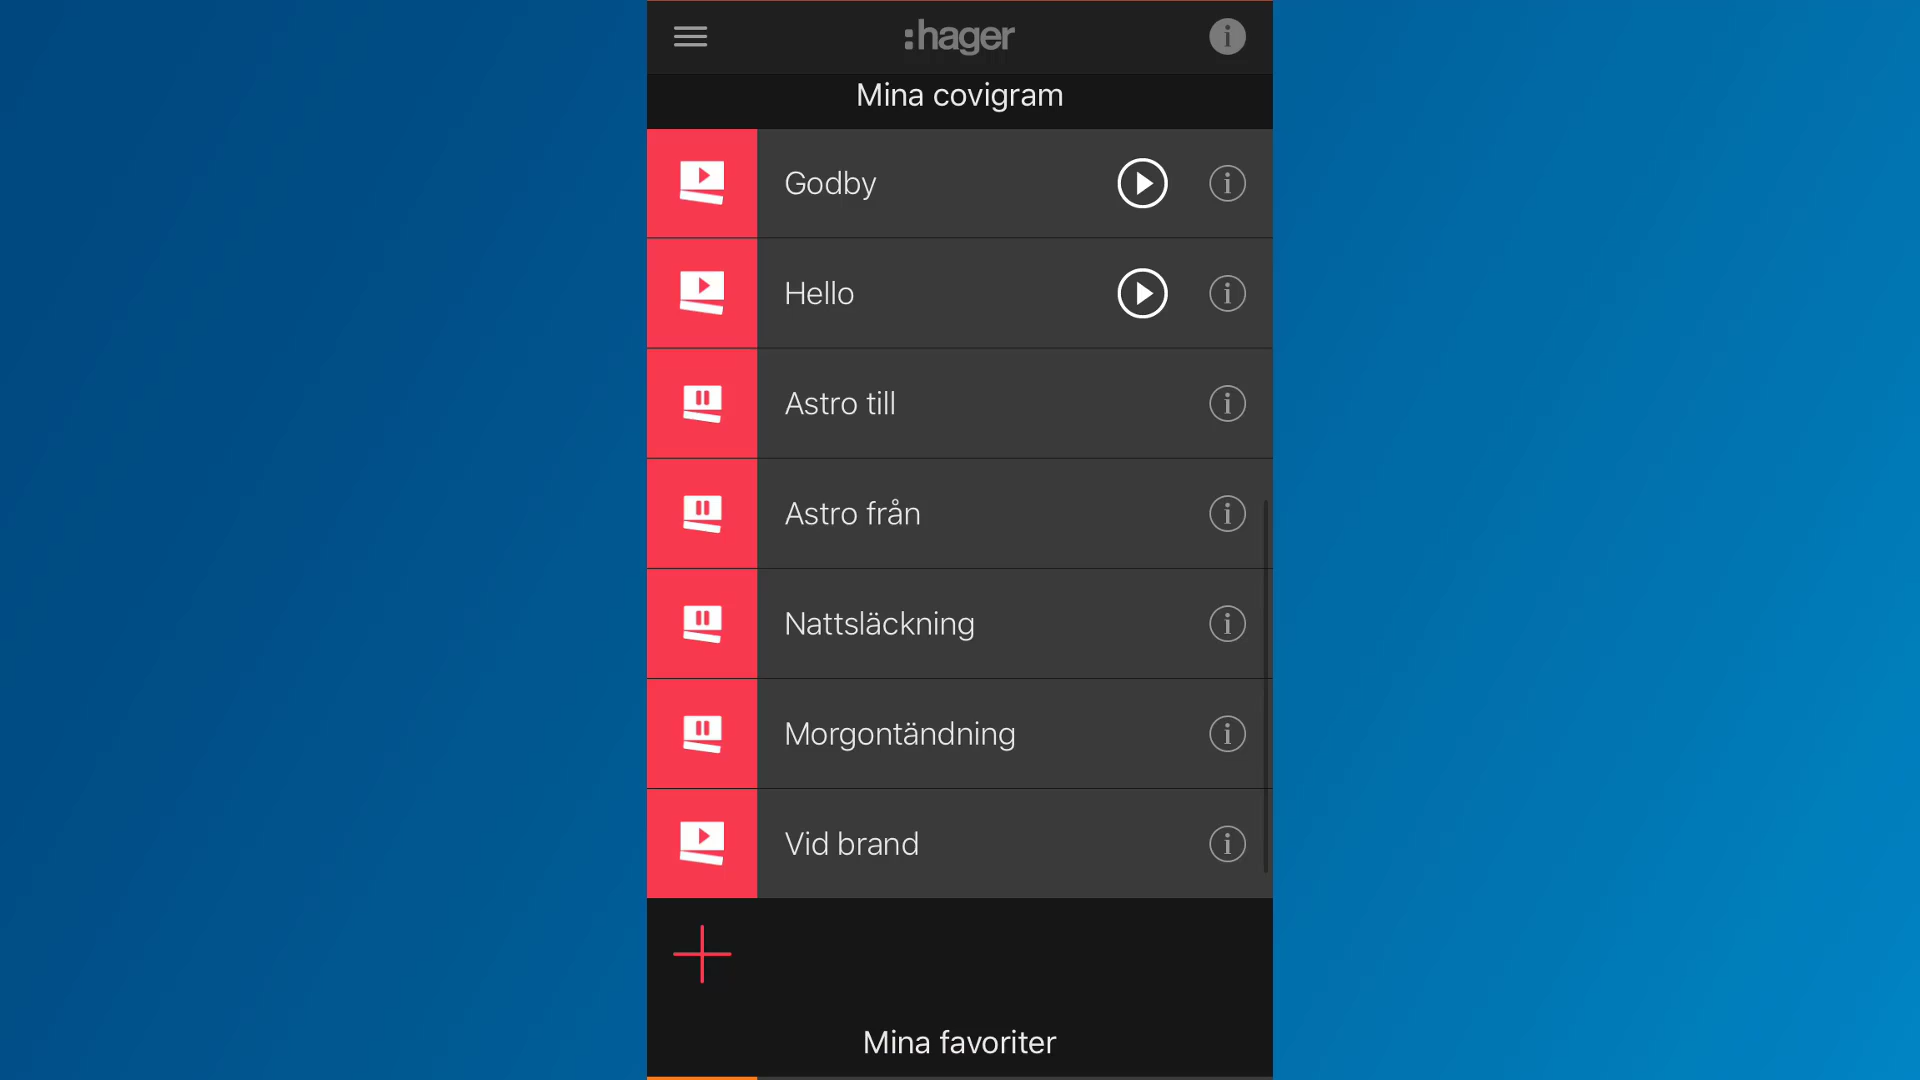 :hager
Mina covigram
Godby
Hello
Astro till
Astro från
Nattsläckning
Morgontändning
Vid brand
Mina favoriter